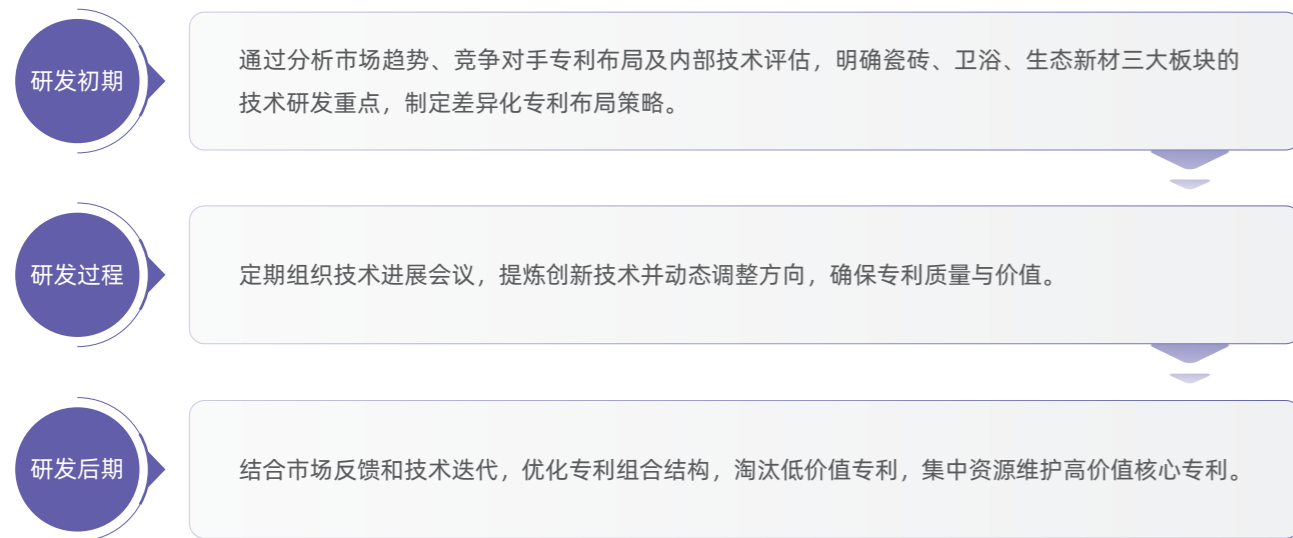 研发初期
通过分析市场趋势、竞争对手专利布局及内部技术评估，明确瓷砖、卫浴、生态新材三大板块的
技术研发重点，制定差异化专利布局策略。
研发过程
定期组织技术进展会议，提炼创新技术并动态调整方向，确保专利质量与价值。
研发后期
结合市场反馈和技术迭代，优化专利组合结构，淘汰低价值专利，集中资源维护高价值核心专利。